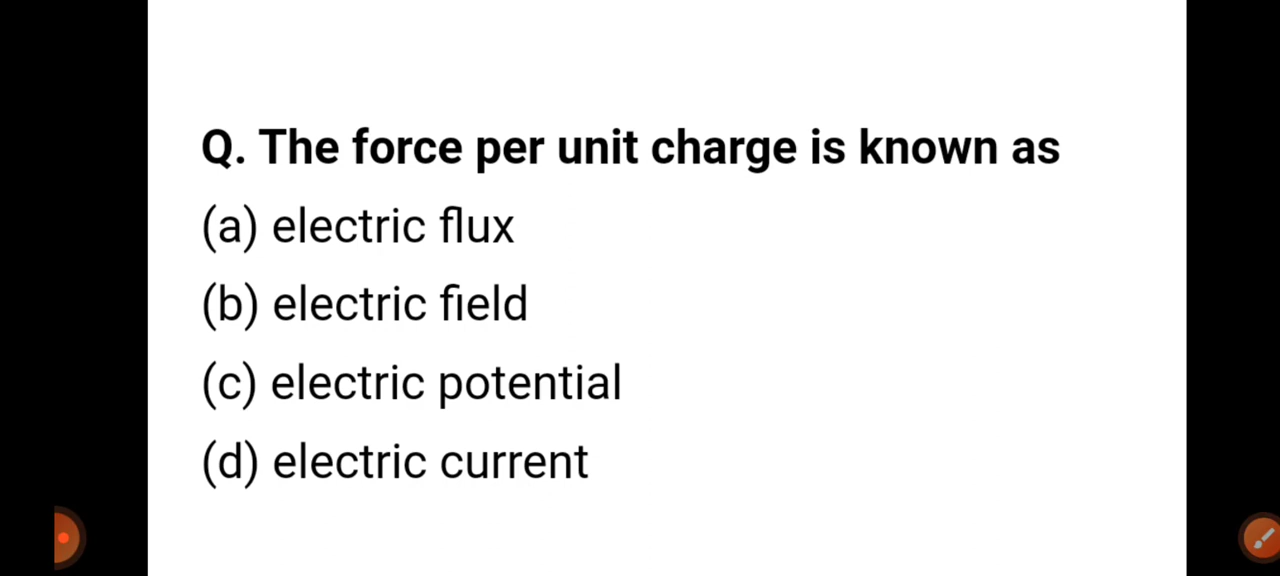 Q. The force per unit charge is known as
(a) electric flux
(b) electric field
(c) electric potential
(d) electric current